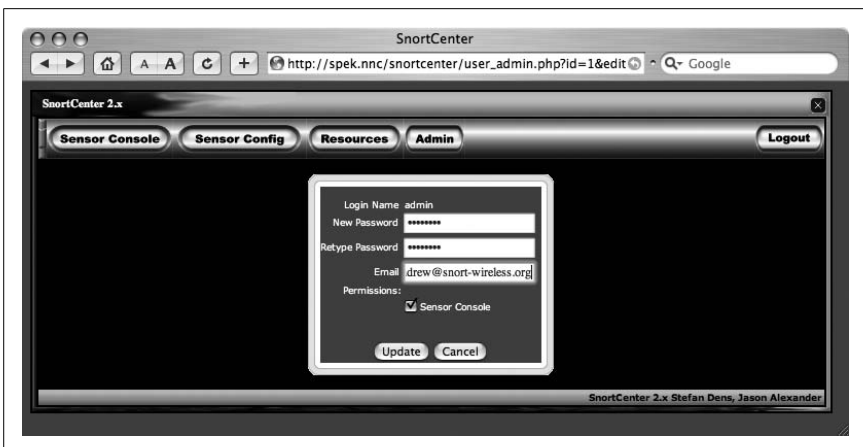 SnortCenter
A A + http://spek.nnc/snortcenter/user_admin.php?id=1&edit Q Google
SnortCenter 2.x
Sensor Console Sensor Config Resources Admin Logout
Login Name admin
New Password ••••••••
Retype Password ••••••••
Email drew@snort-wireless.org
Permissions:
Sensor Console
Update Cancel
SnortCenter 2.x Stefan Dens, Jason Alexander